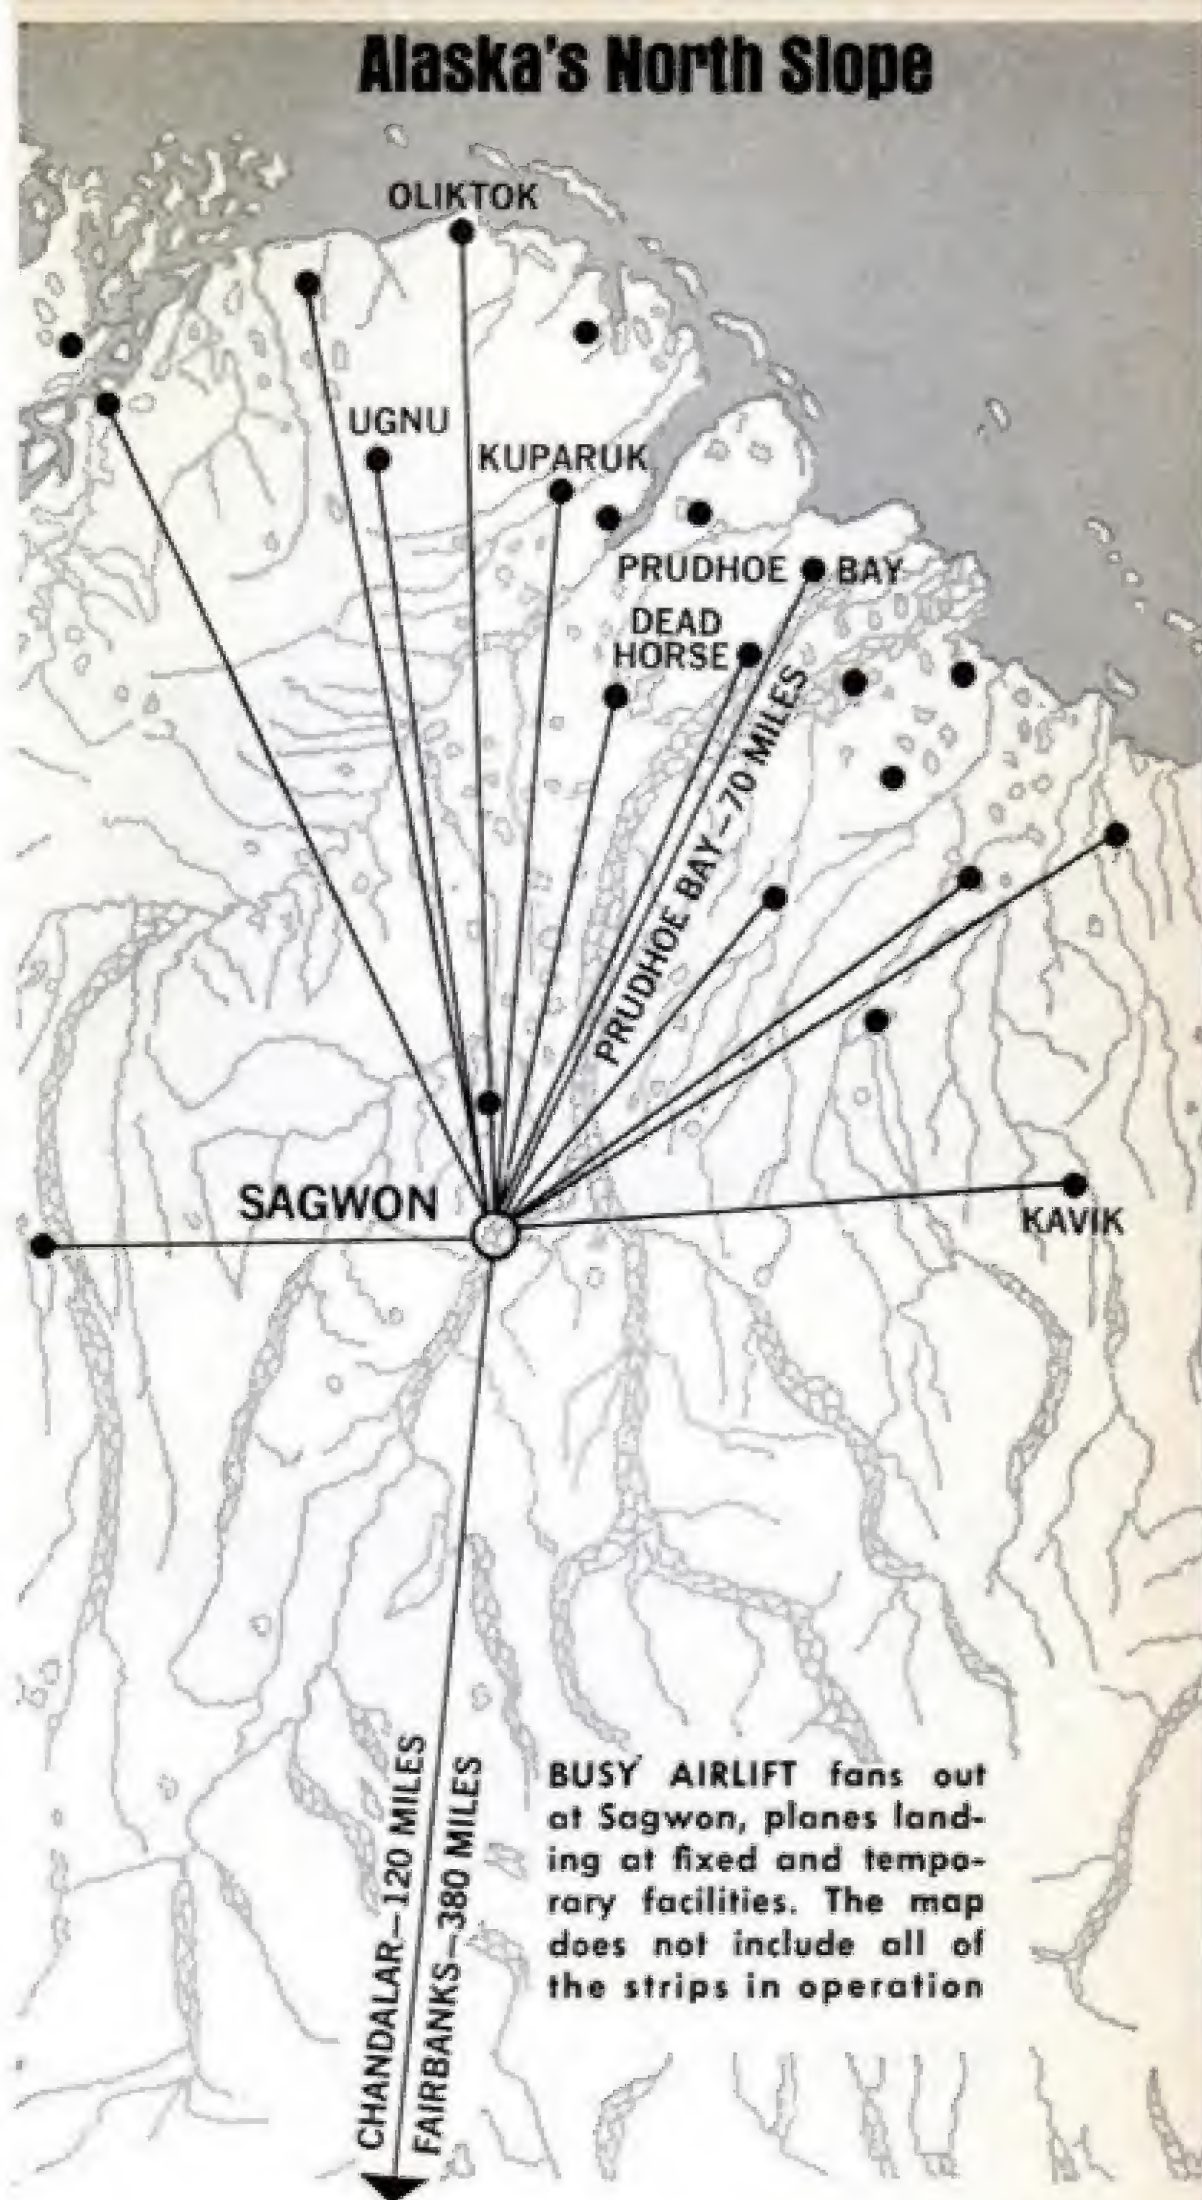 Alaska's North Slope
OLIKTOK
UGNU
KUPARUK
PRUDHOE BAY
DEAD
HORSE
PRUDHOE BAY–70 MILES
SAGWON
KAVIK
CHANDALAR–120 MILES
FAIRBANKS–380 MILES
BUSY AIRLIFT fans out
at Sagwon, planes land-
ing at fixed and tempo-
rary facilities. The map
does not include all of
the strips in operation